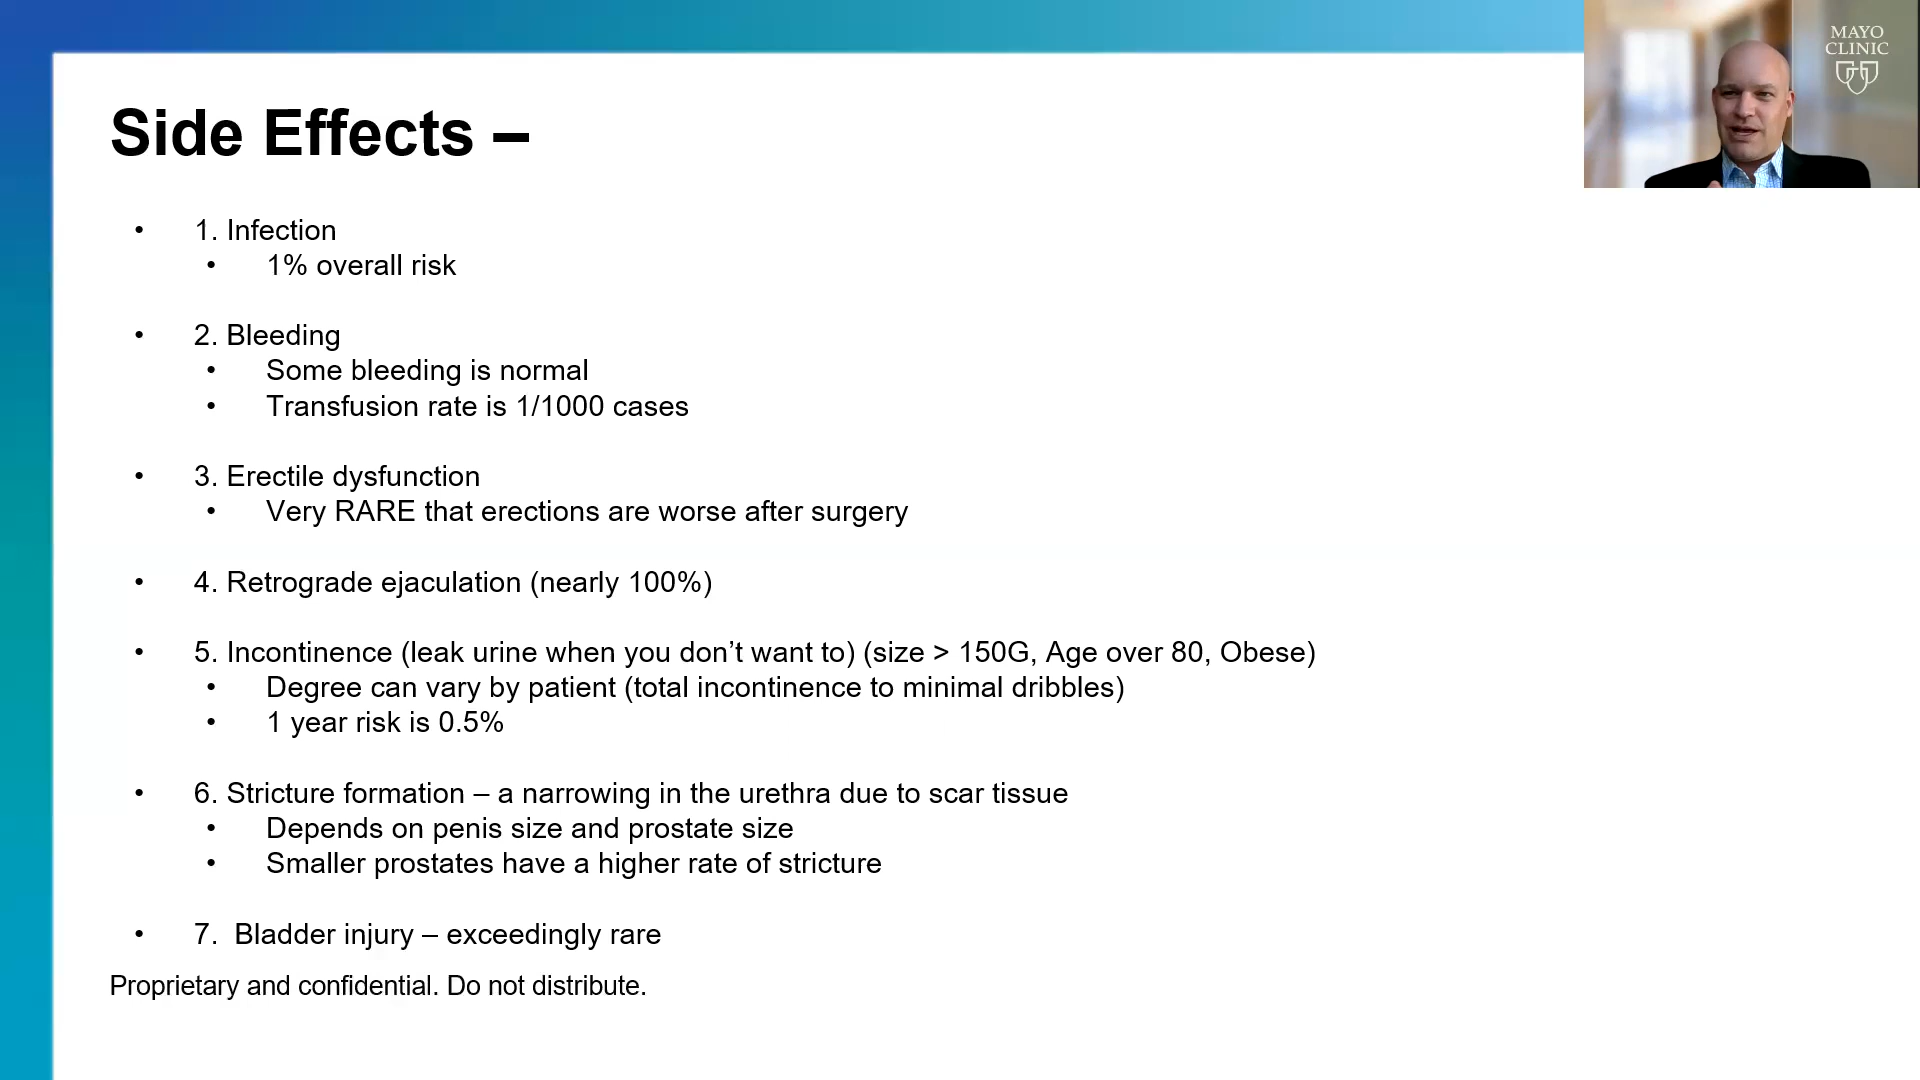 MAYO
CLINIC
Side Effects –
• 1. Infection
• 1% overall risk
• 2. Bleeding
• Some bleeding is normal
• Transfusion rate is 1/1000 cases
• 3. Erectile dysfunction
• Very RARE that erections are worse after surgery
• 4. Retrograde ejaculation (nearly 100%)
• 5. Incontinence (leak urine when you don’t want to) (size > 150G, Age over 80, Obese)
• Degree can vary by patient (total incontinence to minimal dribbles)
• 1 year risk is 0.5%
• 6. Stricture formation – a narrowing in the urethra due to scar tissue
• Depends on penis size and prostate size
• Smaller prostates have a higher rate of stricture
• 7.  Bladder injury – exceedingly rare
Proprietary and confidential. Do not distribute.